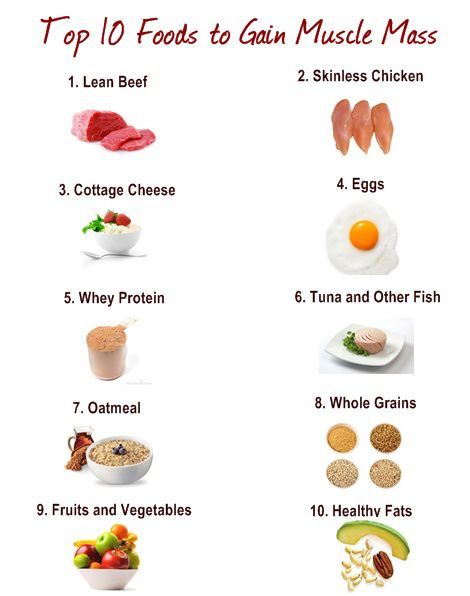 Top 10 Foods to Gain Muscle Mass
1. Lean Beef
2. Skinless Chicken
3. Cottage Cheese
4. Eggs
5. Whey Protein
6. Tuna and Other Fish
7. Oatmeal
8. Whole Grains
9. Fruits and Vegetables
10. Healthy Fats